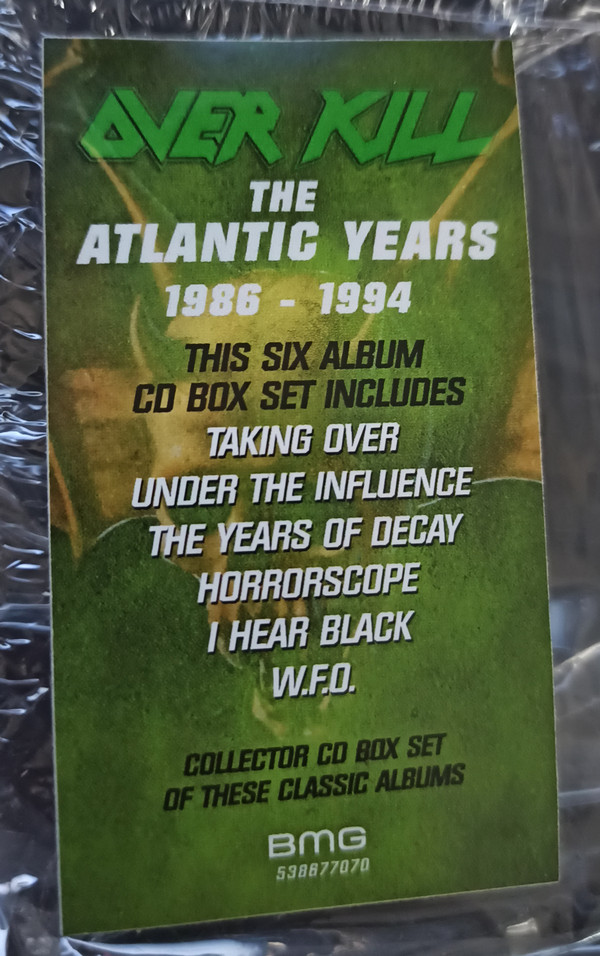 OVER KILL
THE
ATLANTIC YEARS
1986 - 1994
THIS SIX ALBUM
CD BOX SET INCLUDES
TAKING OVER
UNDER THE INFLUENCE
THE YEARS OF DECAY
HORRORSCOPE
I HEAR BLACK
W.F.O.
COLLECTOR CD BOX SET
OF THESE CLASSIC ALBUMS
BMG
538677070